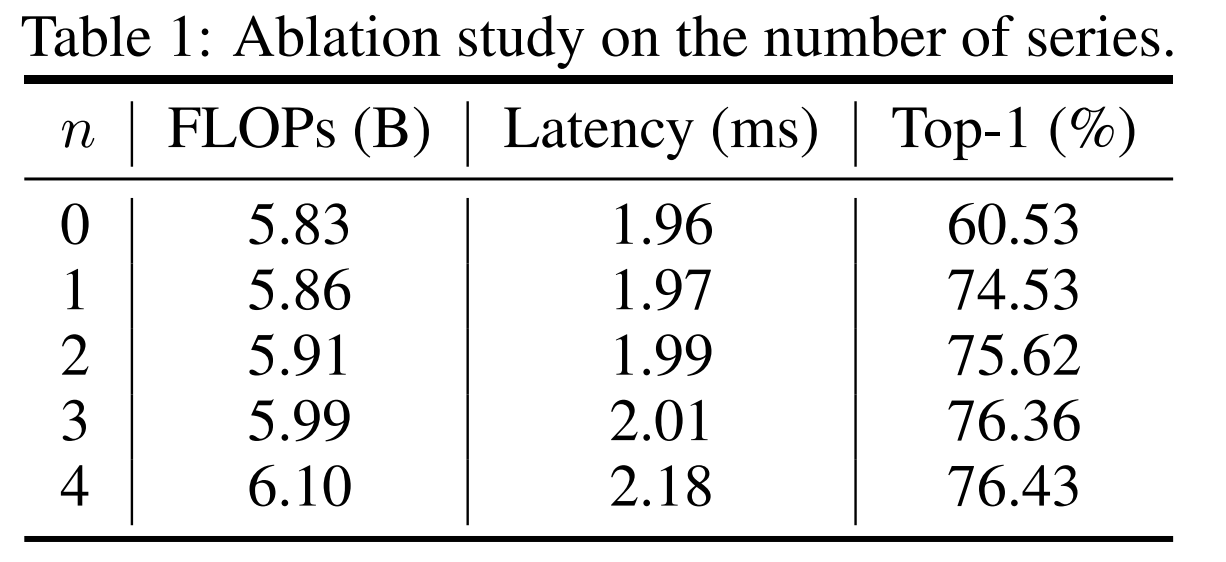 Table 1: Ablation study on the number of series.
n FLOPs (B) Latency (ms) Top-1 (%)
0 5.83 1.96 60.53
1 5.86 1.97 74.53
2 5.91 1.99 75.62
3 5.99 2.01 76.36
4 6.10 2.18 76.43